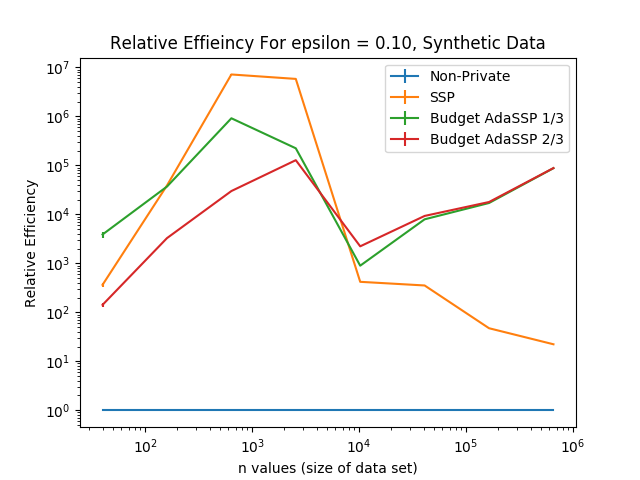 Relative Effieincy For epsilon = 0.10, Synthetic Data
Non-Private
SSP
Budget AdaSSP 1/3
Budget AdaSSP 2/3
Relative Efficiency
10^7
10^6
10^5
10^4
10^3
10^2
10^1
10^0
10^2 10^3 10^4 10^5 10^6
n values (size of data set)